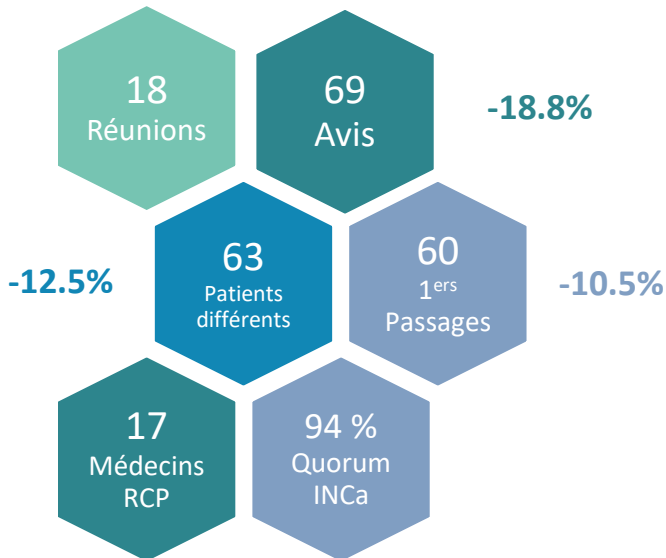 18
Réunions
69
Avis
-18.8%
-12.5%
63
Patients
différents
60
1ers
Passages
-10.5%
17
Médecins
RCP
94 %
Quorum
INCa